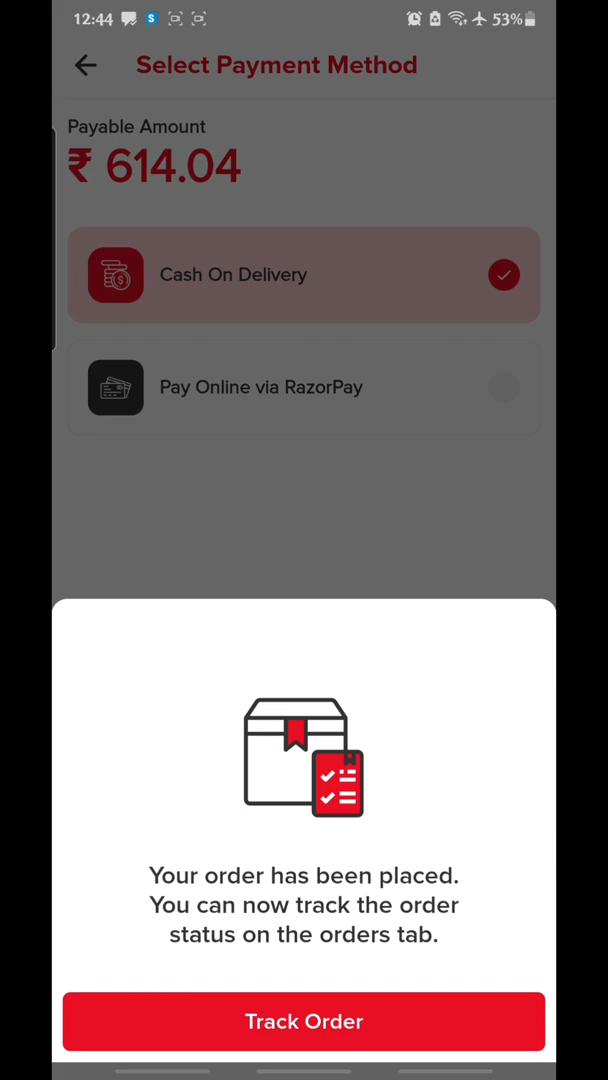 12:44 S 53%
Select Payment Method
Payable Amount
₹ 614.04
Cash On Delivery
Pay Online via RazorPay
Your order has been placed.
You can now track the order
status on the orders tab.
Track Order